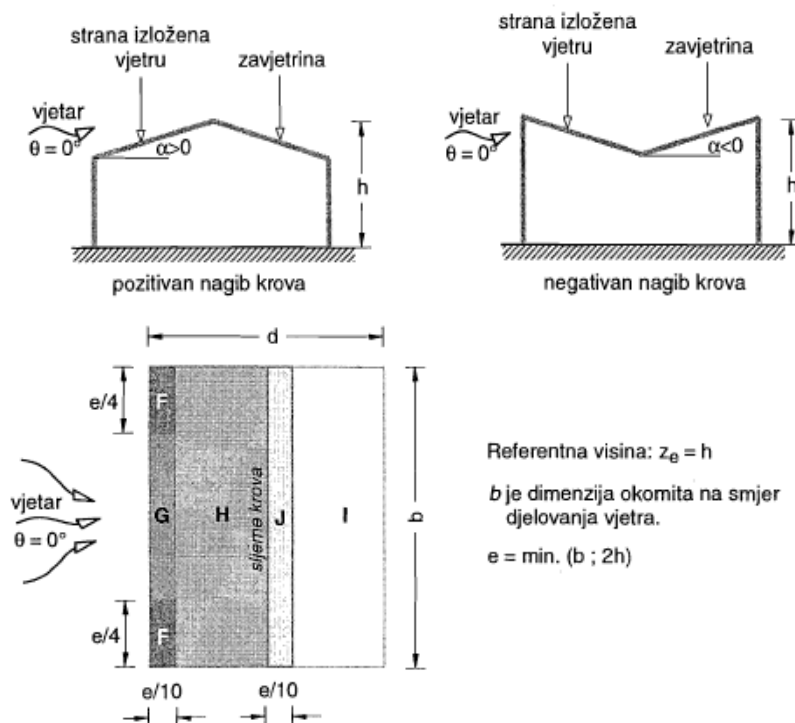 strana izložena
vjetru
zavjetrina
vjetar
θ = 0°
α>0
h
pozitivan nagib krova
strana izložena
vjetru
zavjetrina
vjetar
θ = 0°
α<0
h
negativan nagib krova
d
e/4
F
vjetar
θ = 0°
G
H
sljeme krova
J
I
b
e/4
F
e/10
e/10
Referentna visina: zₑ = h
b je dimenzija okomita na smjer
djelovanja vjetra.
e = min. (b ; 2h)